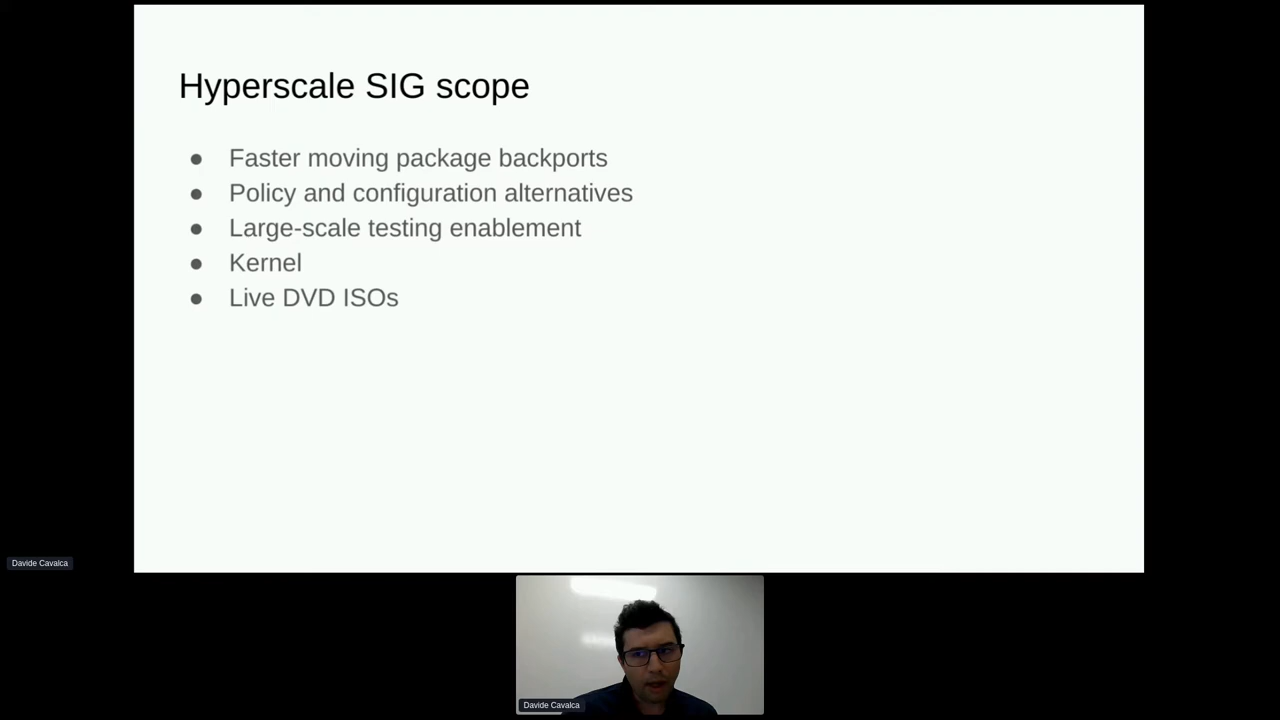 Hyperscale SIG scope
● Faster moving package backports
● Policy and configuration alternatives
● Large-scale testing enablement
● Kernel
● Live DVD ISOs
Davide Cavalca
Davide Cavalca